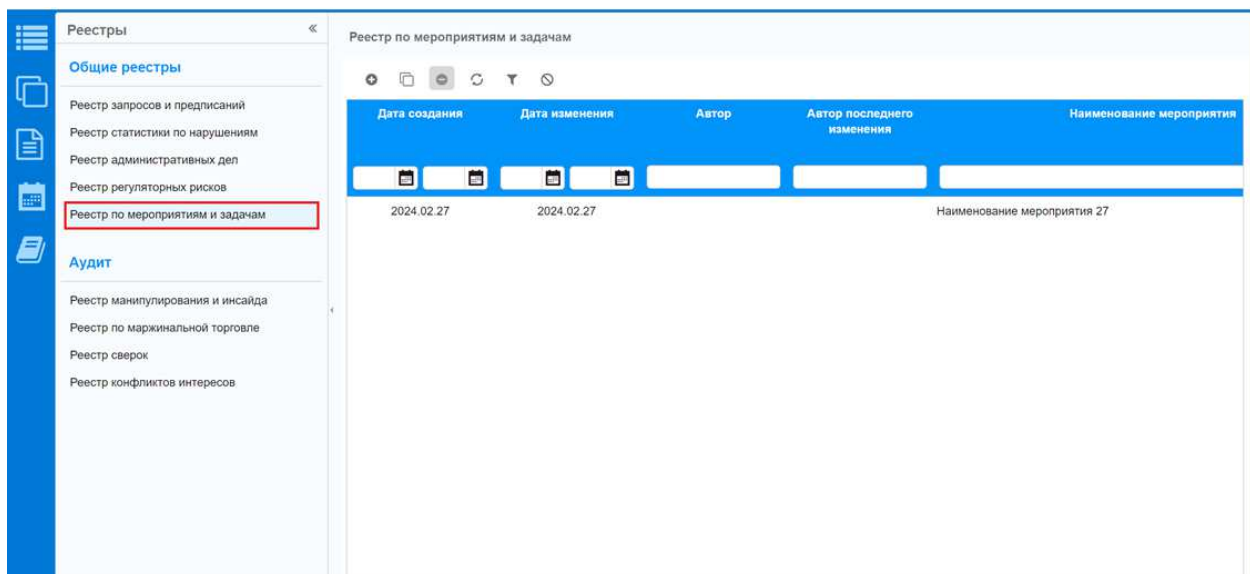 Реестры
Общие реестры
Реестр запросов и предписаний
Реестр статистики по нарушениям
Реестр административных дел
Реестр регуляторных рисков
Реестр по мероприятиям и задачам
Аудит
Реестр манипулирования и инсайда
Реестр по маржинальной торговле
Реестр сверок
Реестр конфликтов интересов
Реестр по мероприятиям и задачам
Дата создания Дата изменения Автор Автор последнего изменения Наименование мероприятия
2024.02.27 2024.02.27 Наименование мероприятия 27